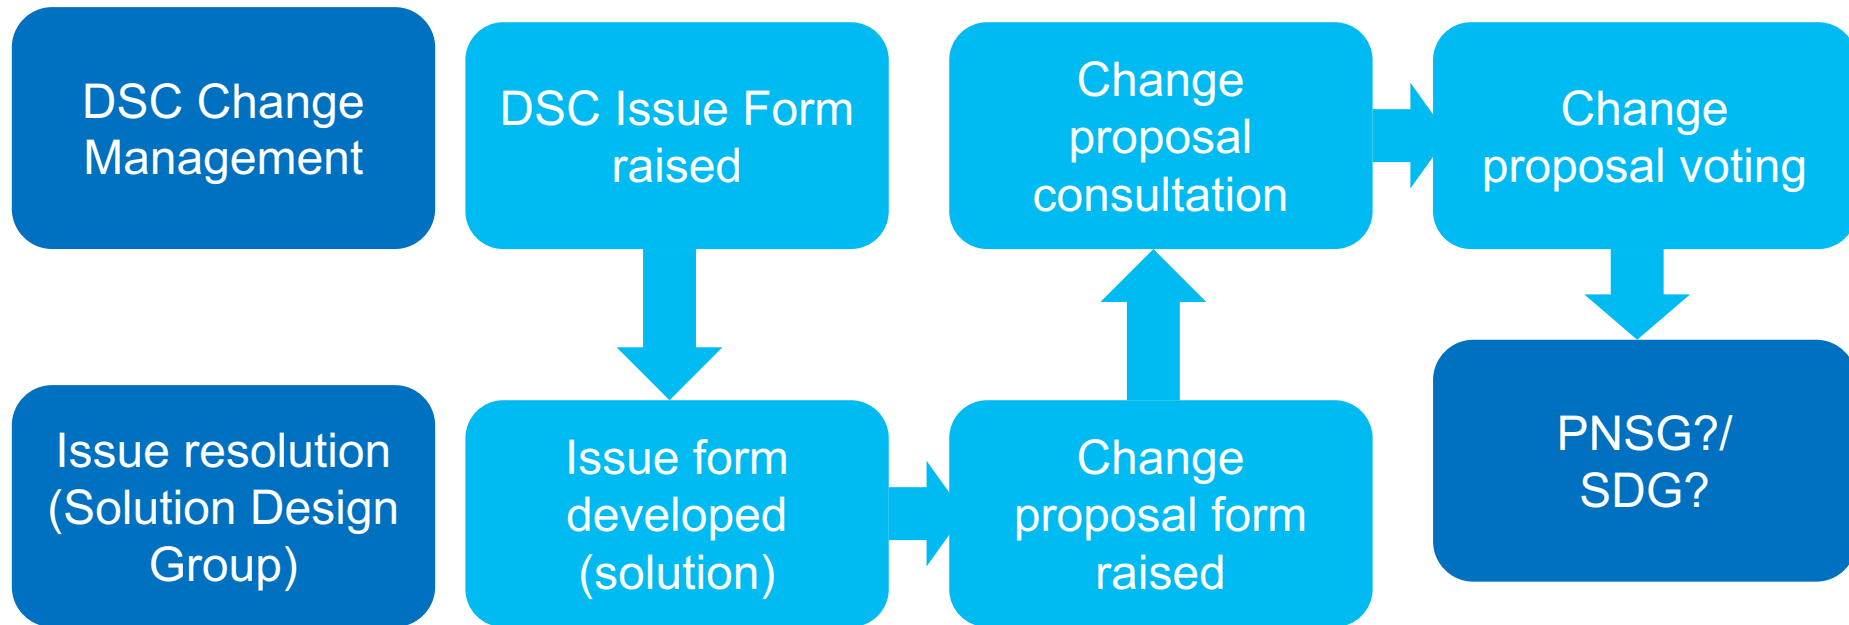 DSC Change
Management
DSC Issue Form
raised
Change
proposal
consultation
Change
proposal voting
Issue resolution
(Solution Design
Group)
Issue form
developed
(solution)
Change
proposal form
raised
PNSG?/
SDG?